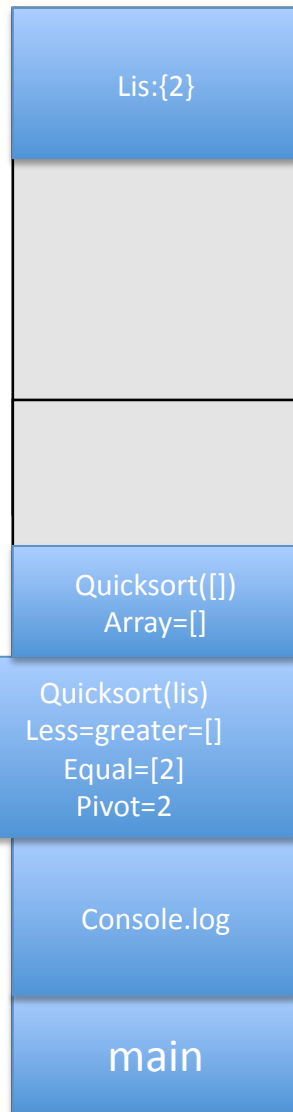 Lis:{2}
Quicksort([])
Array=[]
Quicksort(lis)
Less=greater=[]
Equal=[2]
Pivot=2
Console.log
main